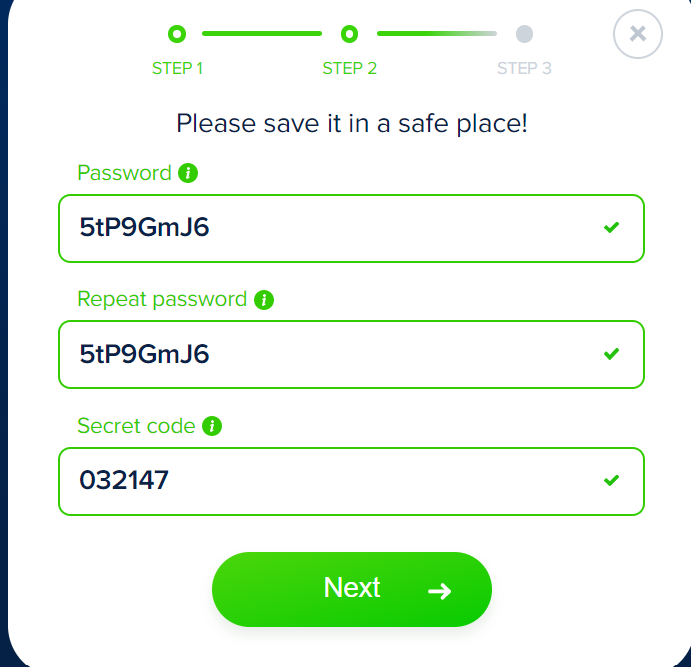 STEP 1 STEP 2 STEP 3
Please save it in a safe place!
Password
5tP9GmJ6
Repeat password
5tP9GmJ6
Secret code
032147
Next